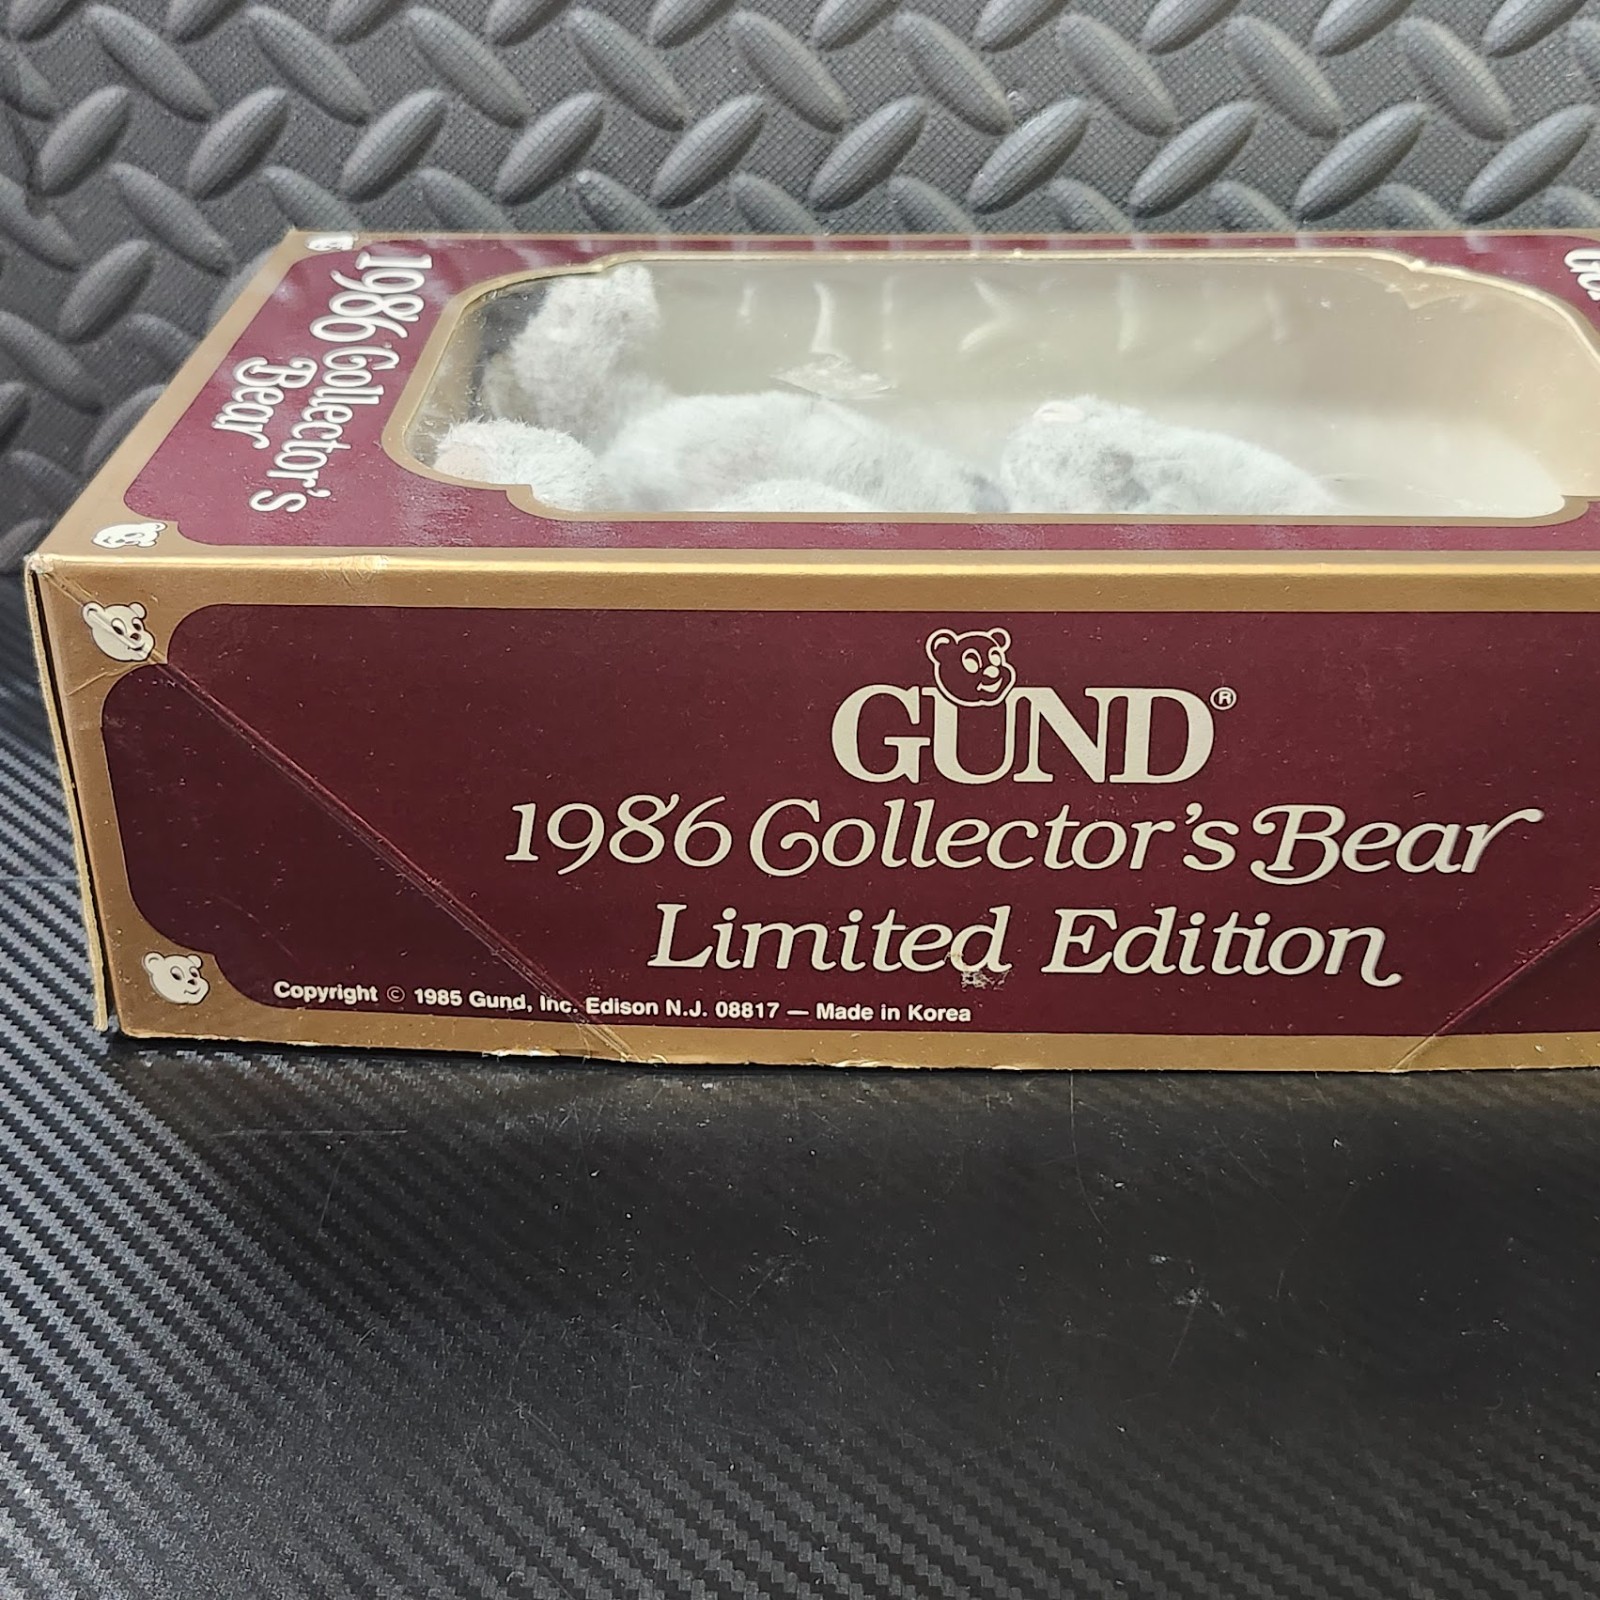 1986 Collector's
Bear
GUND®
1986 Collector's Bear
Limited Edition
Copyright © 1985 Gund, Inc. Edison N.J. 08817 — Made in Korea